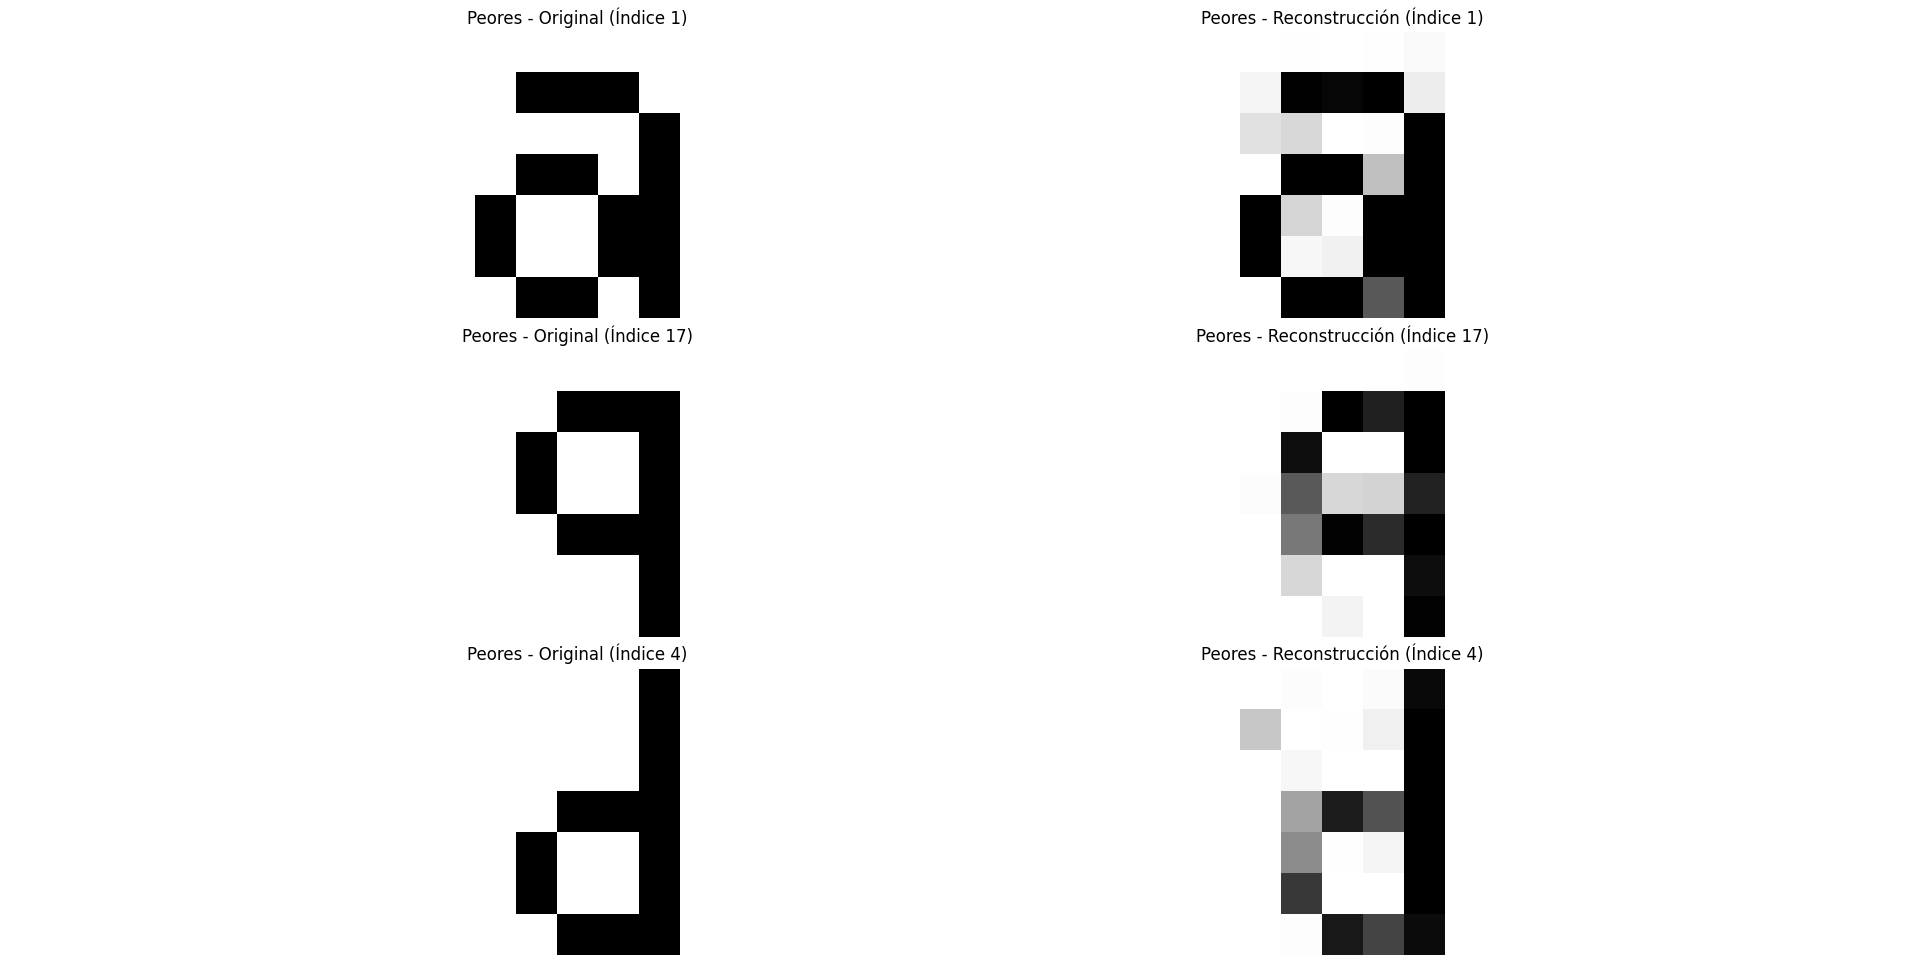 Peores - Original (Índice 1)
Peores - Reconstrucción (Índice 1)
a
a
Peores - Original (Índice 17)
Peores - Reconstrucción (Índice 17)
q
q
Peores - Original (Índice 4)
Peores - Reconstrucción (Índice 4)
d
d